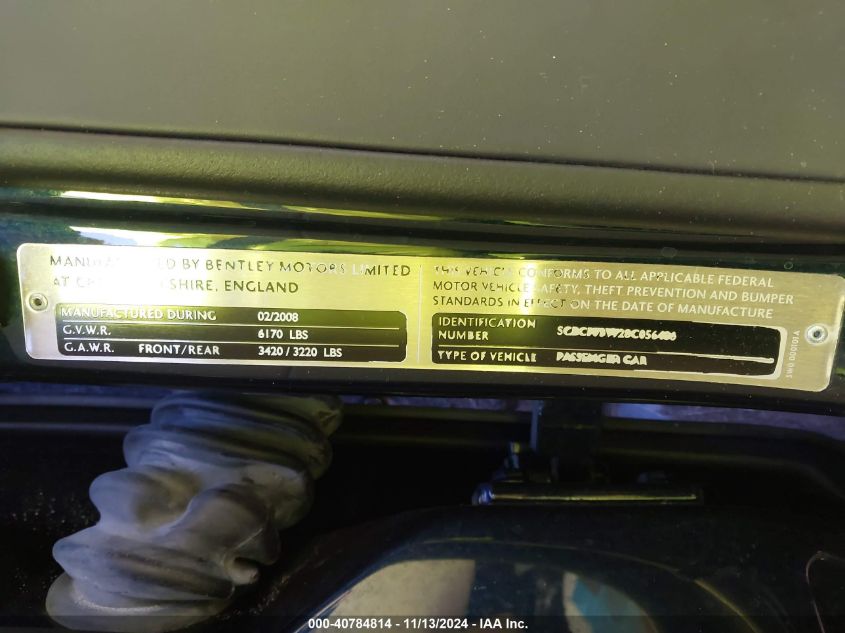 MANUFACTURED BY BENTLEY MOTORS LIMITED
AT SHIRE, ENGLAND
MANUFACTURED DURING 02/2008
G.V.W.R. 6170 LBS
G.A.W.R. FRONT/REAR 3420 / 3220 LBS
THIS VEHICLE CONFORMS TO ALL APPLICABLE FEDERAL
MOTOR VEHICLE SAFETY, THEFT PREVENTION AND BUMPER
STANDARDS IN EFFECT ON THE DATE OF MANUFACTURE
IDENTIFICATION
NUMBER
TYPE OF VEHICLE PASSENGER CAR
000-40784814 - 11/13/2024 - IAA Inc.